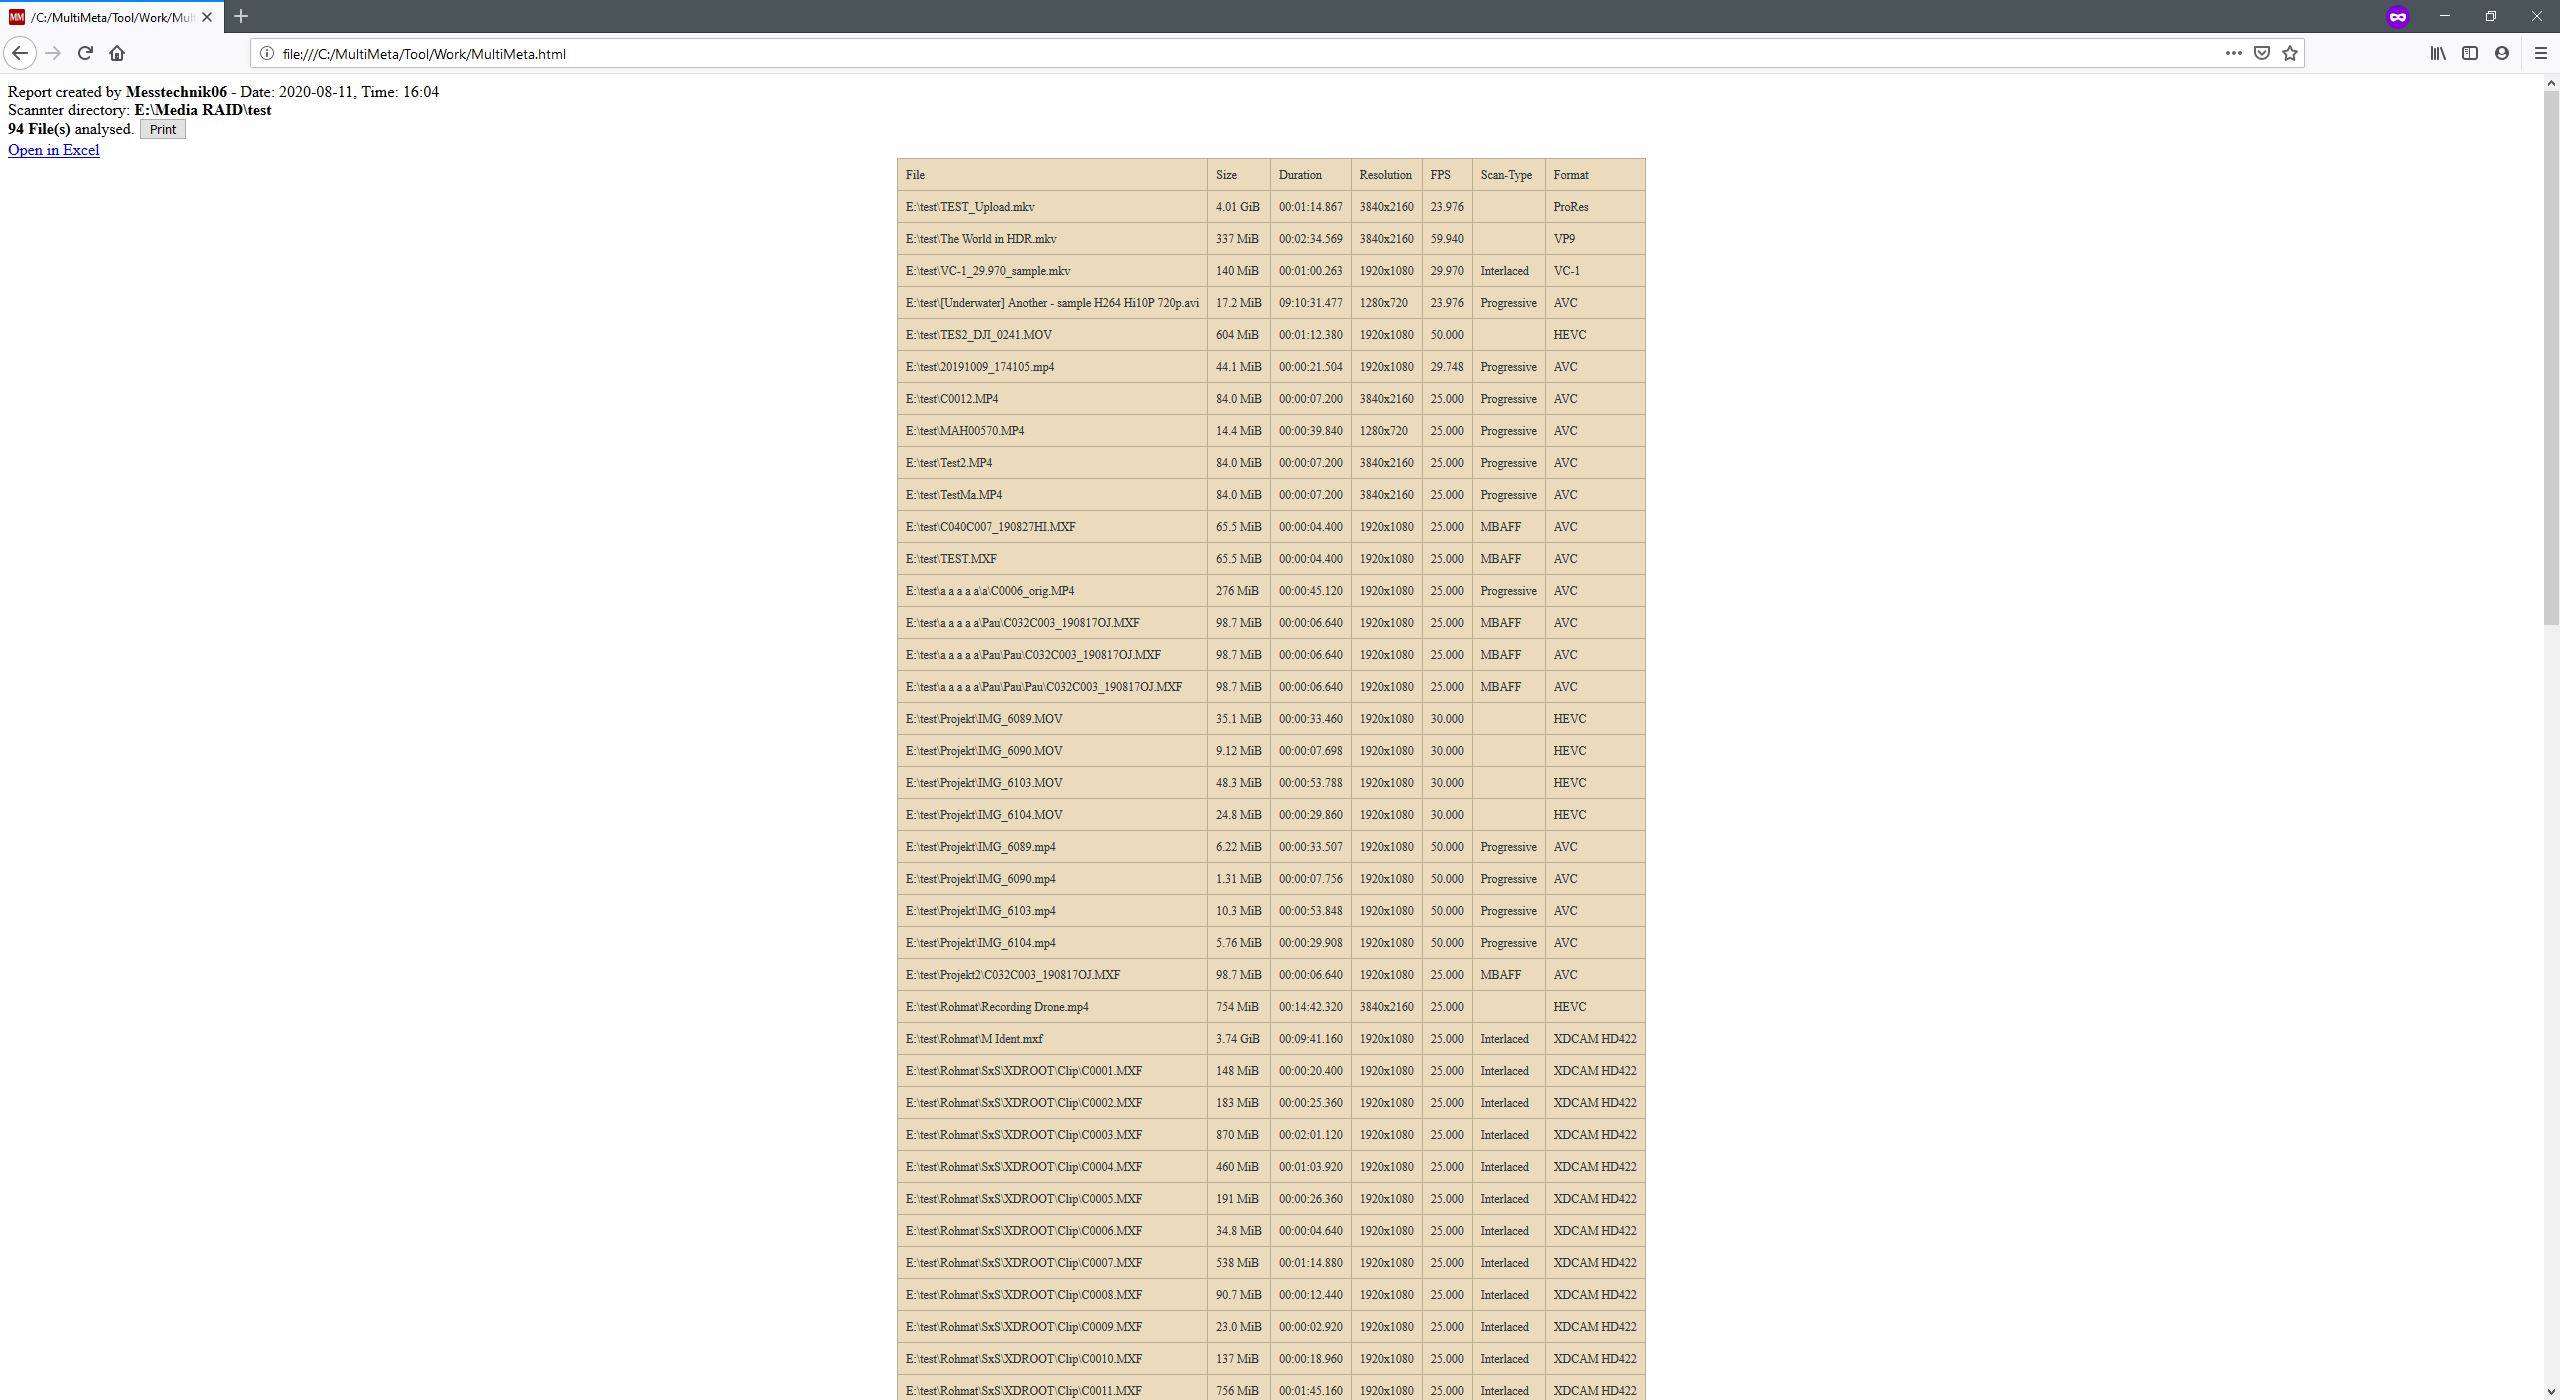 /C:/MultiMeta/Tool/Work/Mul
file:///C:/MultiMeta/Tool/Work/MultiMeta.html
Report created by Messtechnik06 - Date: 2020-08-11, Time: 16:04
Scannter directory: E:\Media RAID\test
94 File(s) analysed. Print
Open in Excel
File Size Duration Resolution FPS Scan-Type Format
E:\test\TEST_Upload.mkv 4.01 GiB 00:01:14.867 3840x2160 23.976 ProRes
E:\test\The World in HDR.mkv 337 MiB 00:02:34.569 3840x2160 59.940 VP9
E:\test\VC-1_29.970_sample.mkv 140 MiB 00:01:00.263 1920x1080 29.970 Interlaced VC-1
E:\test\[Underwater] Another - sample H264 Hi10P 720p.avi 17.2 MiB 09:10:31.477 1280x720 23.976 Progressive AVC
E:\test\TES2_DJI_0241.MOV 604 MiB 00:01:12.380 1920x1080 50.000 HEVC
E:\test\20191009_174105.mp4 44.1 MiB 00:00:21.504 1920x1080 29.748 Progressive AVC
E:\test\C0012.MP4 84.0 MiB 00:00:07.200 3840x2160 25.000 Progressive AVC
E:\test\MAH00570.MP4 14.4 MiB 00:00:39.840 1280x720 25.000 Progressive AVC
E:\test\Test2.MP4 84.0 MiB 00:00:07.200 3840x2160 25.000 Progressive AVC
E:\test\TestMa.MP4 84.0 MiB 00:00:07.200 3840x2160 25.000 Progressive AVC
E:\test\C040C007_190827HI.MXF 65.5 MiB 00:00:04.400 1920x1080 25.000 MBAFF AVC
E:\test\TEST.MXF 65.5 MiB 00:00:04.400 1920x1080 25.000 MBAFF AVC
E:\test\a a a a a\a\C0006_orig.MP4 276 MiB 00:00:45.120 1920x1080 25.000 Progressive AVC
E:\test\a a a a a\Pau\C032C003_190817OJ.MXF 98.7 MiB 00:00:06.640 1920x1080 25.000 MBAFF AVC
E:\test\a a a a a\Pau\Pau\C032C003_190817OJ.MXF 98.7 MiB 00:00:06.640 1920x1080 25.000 MBAFF AVC
E:\test\a a a a a\Pau\Pau\Pau\C032C003_190817OJ.MXF 98.7 MiB 00:00:06.640 1920x1080 25.000 MBAFF AVC
E:\test\Projekt\IMG_6089.MOV 35.1 MiB 00:00:33.460 1920x1080 30.000 HEVC
E:\test\Projekt\IMG_6090.MOV 9.12 MiB 00:00:07.698 1920x1080 30.000 HEVC
E:\test\Projekt\IMG_6103.MOV 48.3 MiB 00:00:53.788 1920x1080 30.000 HEVC
E:\test\Projekt\IMG_6104.MOV 24.8 MiB 00:00:29.860 1920x1080 30.000 HEVC
E:\test\Projekt\IMG_6089.mp4 6.22 MiB 00:00:33.507 1920x1080 50.000 Progressive AVC
E:\test\Projekt\IMG_6090.mp4 1.31 MiB 00:00:07.756 1920x1080 50.000 Progressive AVC
E:\test\Projekt\IMG_6103.mp4 10.3 MiB 00:00:53.848 1920x1080 50.000 Progressive AVC
E:\test\Projekt\IMG_6104.mp4 5.76 MiB 00:00:29.908 1920x1080 50.000 Progressive AVC
E:\test\Projekt2\C032C003_190817OJ.MXF 98.7 MiB 00:00:06.640 1920x1080 25.000 MBAFF AVC
E:\test\Rohmat\Recording Drone.mp4 754 MiB 00:14:42.320 3840x2160 25.000 HEVC
E:\test\Rohmat\M Ident.mxf 3.74 GiB 00:09:41.160 1920x1080 25.000 Interlaced XDCAM HD422
E:\test\Rohmat\SxS\XDROOT\Clip\C0001.MXF 148 MiB 00:00:20.400 1920x1080 25.000 Interlaced XDCAM HD422
E:\test\Rohmat\SxS\XDROOT\Clip\C0002.MXF 183 MiB 00:00:25.360 1920x1080 25.000 Interlaced XDCAM HD422
E:\test\Rohmat\SxS\XDROOT\Clip\C0003.MXF 870 MiB 00:02:01.120 1920x1080 25.000 Interlaced XDCAM HD422
E:\test\Rohmat\SxS\XDROOT\Clip\C0004.MXF 460 MiB 00:01:03.920 1920x1080 25.000 Interlaced XDCAM HD422
E:\test\Rohmat\SxS\XDROOT\Clip\C0005.MXF 191 MiB 00:00:26.360 1920x1080 25.000 Interlaced XDCAM HD422
E:\test\Rohmat\SxS\XDROOT\Clip\C0006.MXF 34.8 MiB 00:00:04.640 1920x1080 25.000 Interlaced XDCAM HD422
E:\test\Rohmat\SxS\XDROOT\Clip\C0007.MXF 538 MiB 00:01:14.880 1920x1080 25.000 Interlaced XDCAM HD422
E:\test\Rohmat\SxS\XDROOT\Clip\C0008.MXF 90.7 MiB 00:00:12.440 1920x1080 25.000 Interlaced XDCAM HD422
E:\test\Rohmat\SxS\XDROOT\Clip\C0009.MXF 23.0 MiB 00:00:02.920 1920x1080 25.000 Interlaced XDCAM HD422
E:\test\Rohmat\SxS\XDROOT\Clip\C0010.MXF 137 MiB 00:00:18.960 1920x1080 25.000 Interlaced XDCAM HD422
E:\test\Rohmat\SxS\XDROOT\Clip\C0011.MXF 756 MiB 00:01:45.160 1920x1080 25.000 Interlaced XDCAM HD422